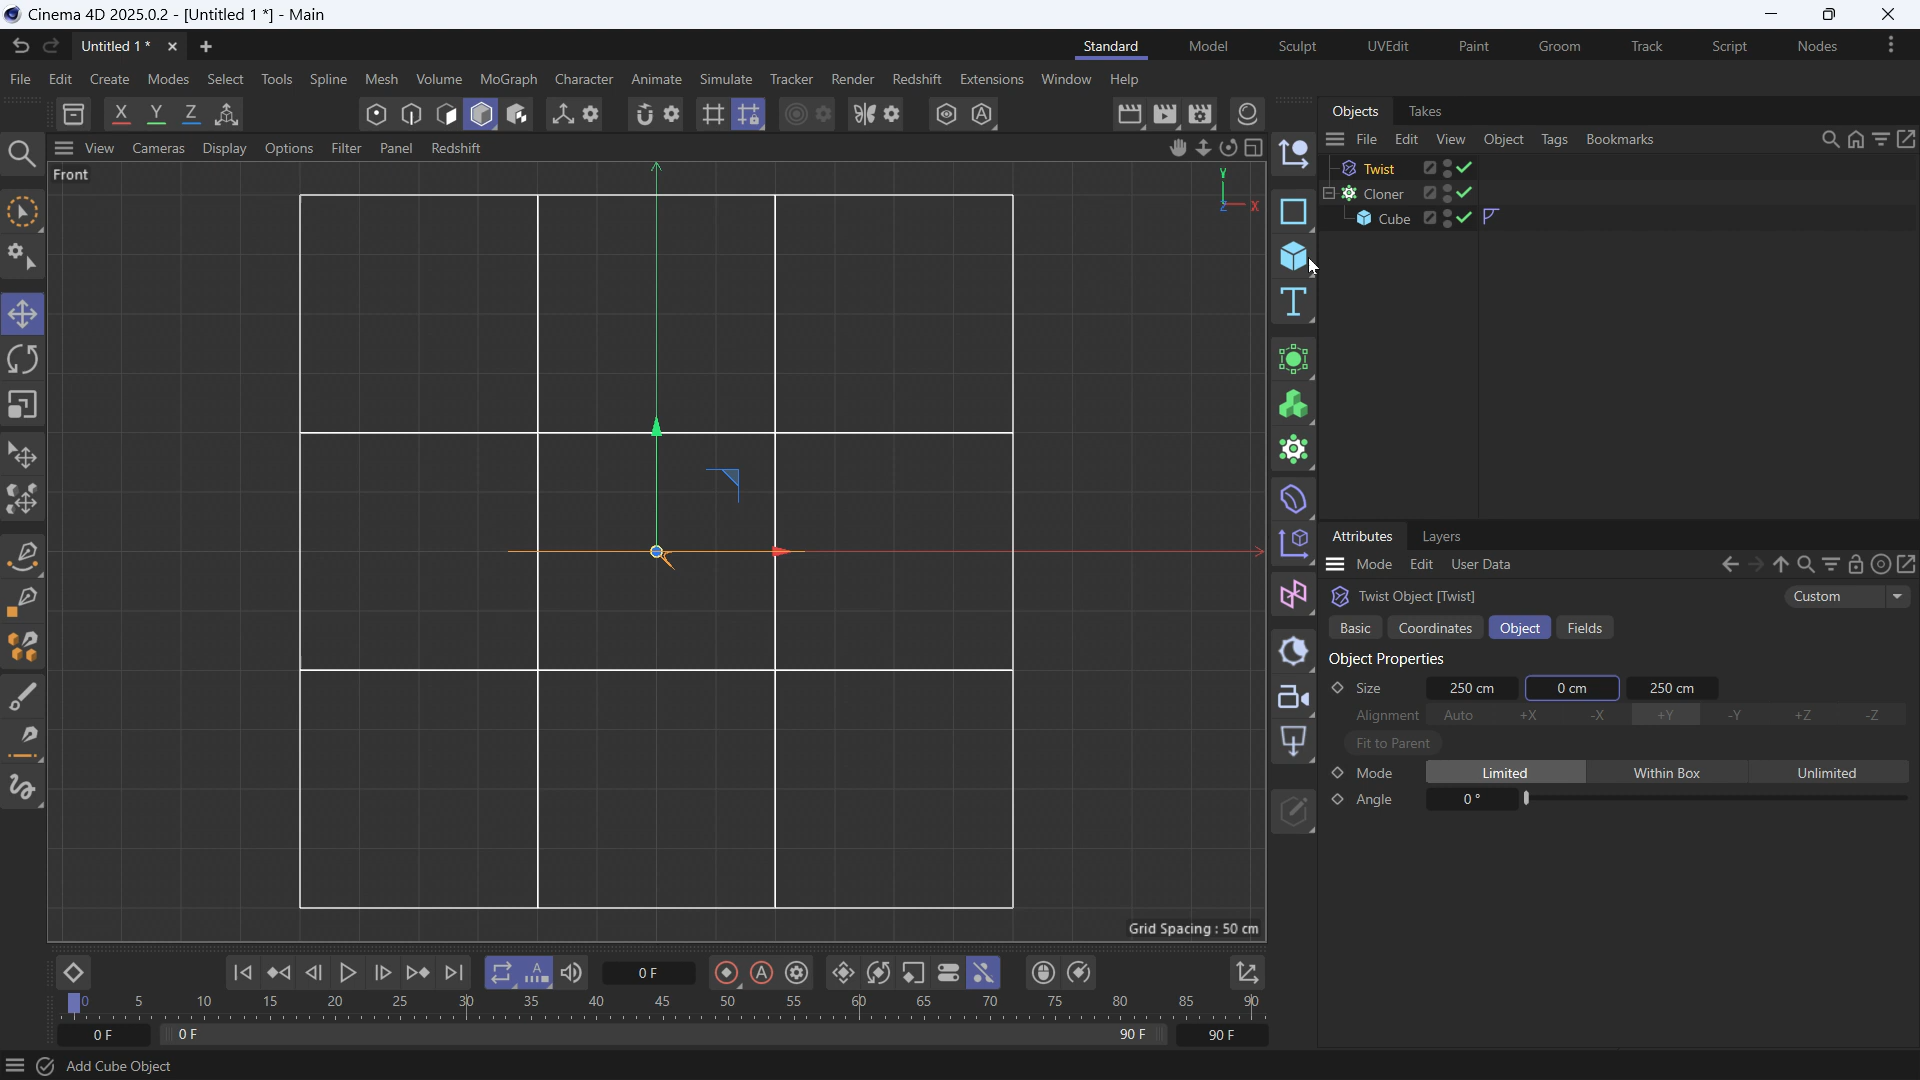 Cinema 4D 2025.0.2 - [Untitled 1 *] - Main
Untitled 1 *
Standard Model Sculpt UVEdit Paint Groom Track Script Nodes
File Edit Create Modes Select Tools Spline Mesh Volume MoGraph Character Animate Simulate Tracker Render Redshift Extensions Window Help
X Y Z
Objects Takes
View Cameras Display Options Filter Panel Redshift
File Edit View Object Tags Bookmarks
Front
Y
X
Z
Twist
Cloner
Cube
Grid Spacing : 50 cm
Attributes Layers
Mode Edit User Data
Twist Object [Twist]
Custom
Basic Coordinates Object Fields
Object Properties
Size 250 cm 0 cm 250 cm
Alignment Auto +X -X +Y -Y +Z -Z
Fit to Parent
Mode Limited Within Box Unlimited
Angle 0 °
A
0 F
A
0 5 10 15 20 25 30 35 40 45 50 55 60 65 70 75 80 85 90
0 F 0 F 90 F 90 F
Add Cube Object